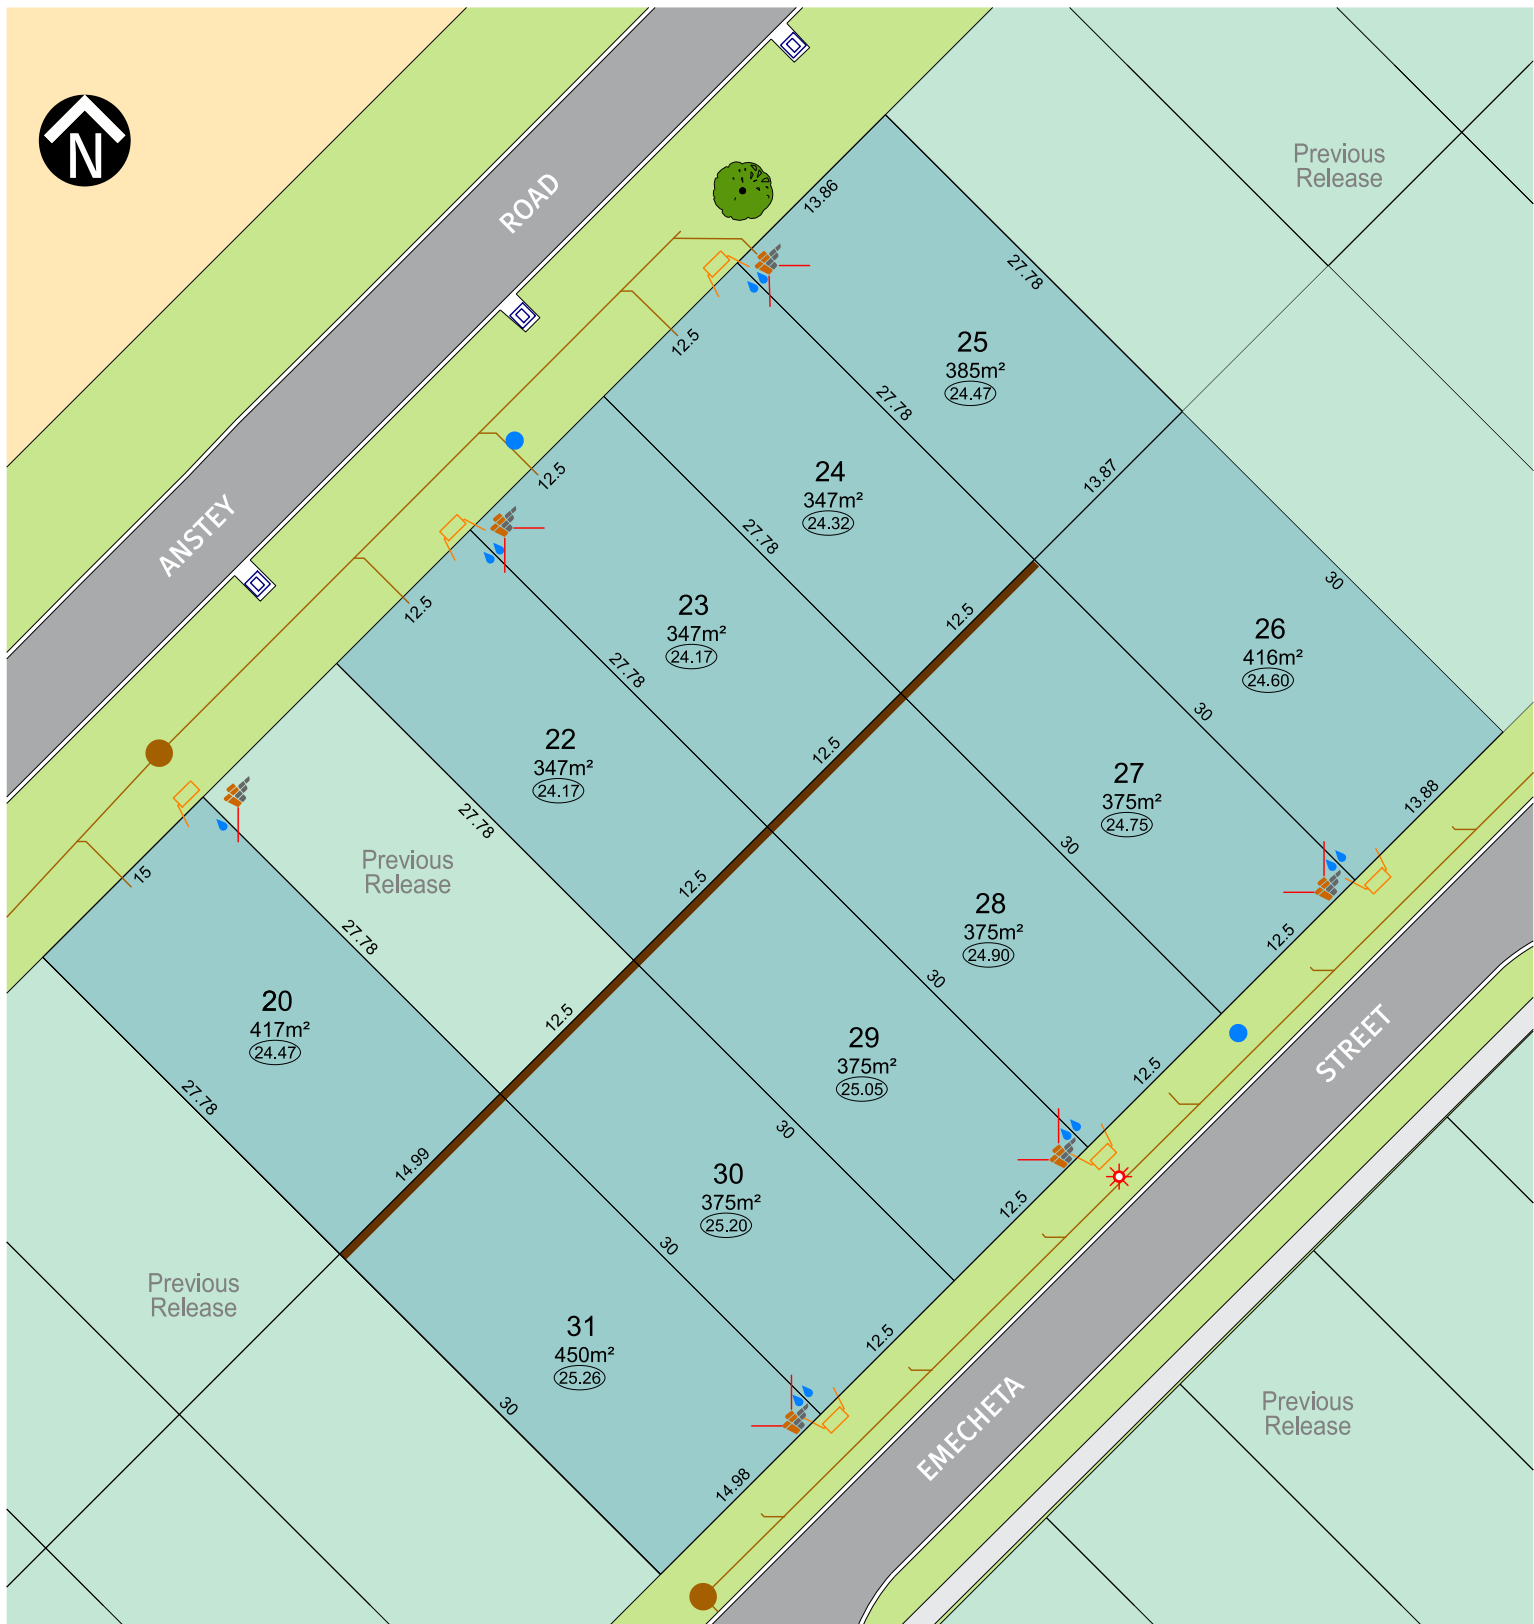 N
ROAD
ANSTEY
Previous
Release
13.86
27.78
12.5
25
385m²
24.47
27.78
12.5
24
347m²
24.32
13.87
27.78
12.5
23
347m²
24.17
12.5
30
26
416m²
24.60
27.78
22
347m²
24.17
12.5
30
27
375m²
24.75
13.88
27.78
Previous
Release
12.5
30
28
375m²
24.90
12.5
15
27.78
20
417m²
24.47
12.5
30
29
375m²
25.05
12.5
STREET
27.78
14.99
30
30
375m²
25.20
12.5
Previous
Release
30
31
450m²
25.26
12.5
30
14.98
EMECHETA
Previous
Release